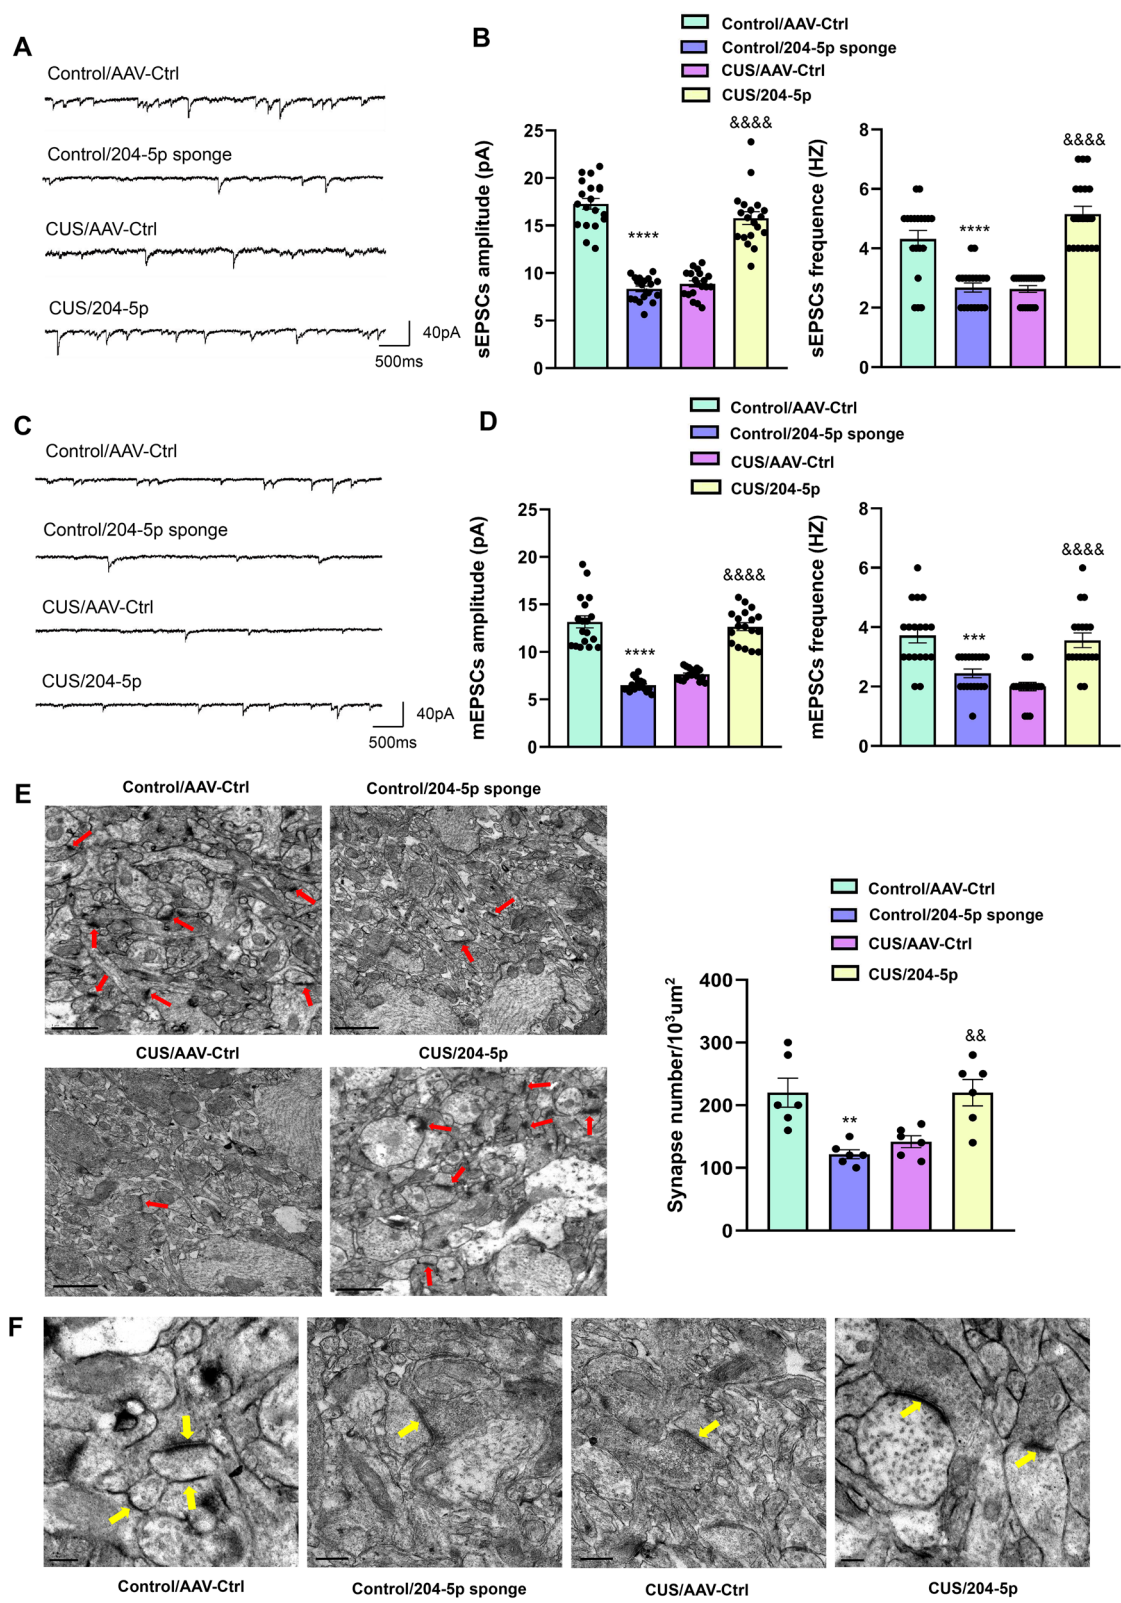 A
Control/AAV-Ctrl
Control/204-5p sponge
CUS/AAV-Ctrl
CUS/204-5p
40pA
500ms
B
Control/AAV-Ctrl
Control/204-5p sponge
CUS/AAV-Ctrl
CUS/204-5p
sEPSCs amplitude (pA)
25
20
15
10
5
0
****
&&&&
sEPSCs frequence (HZ)
8
6
4
2
0
****
&&&&
C
Control/AAV-Ctrl
Control/204-5p sponge
CUS/AAV-Ctrl
CUS/204-5p
40pA
500ms
D
Control/AAV-Ctrl
Control/204-5p sponge
CUS/AAV-Ctrl
CUS/204-5p
mEPSCs amplitude (pA)
25
20
15
10
5
0
****
&&&&
mEPSCs frequence (HZ)
8
6
4
2
0
***
&&&&
E
Control/AAV-Ctrl
Control/204-5p sponge
CUS/AAV-Ctrl
CUS/204-5p
Control/AAV-Ctrl
Control/204-5p sponge
CUS/AAV-Ctrl
CUS/204-5p
Synapse number/10³um²
400
300
200
100
0
**
&&
F
Control/AAV-Ctrl
Control/204-5p sponge
CUS/AAV-Ctrl
CUS/204-5p